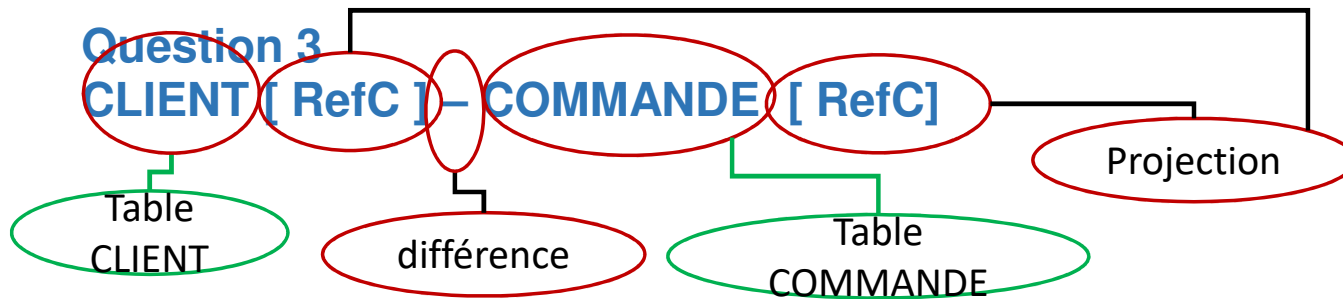 Question 3
CLIENT [ RefC ] – COMMANDE [ RefC]
Projection
Table
CLIENT
différence
Table
COMMANDE